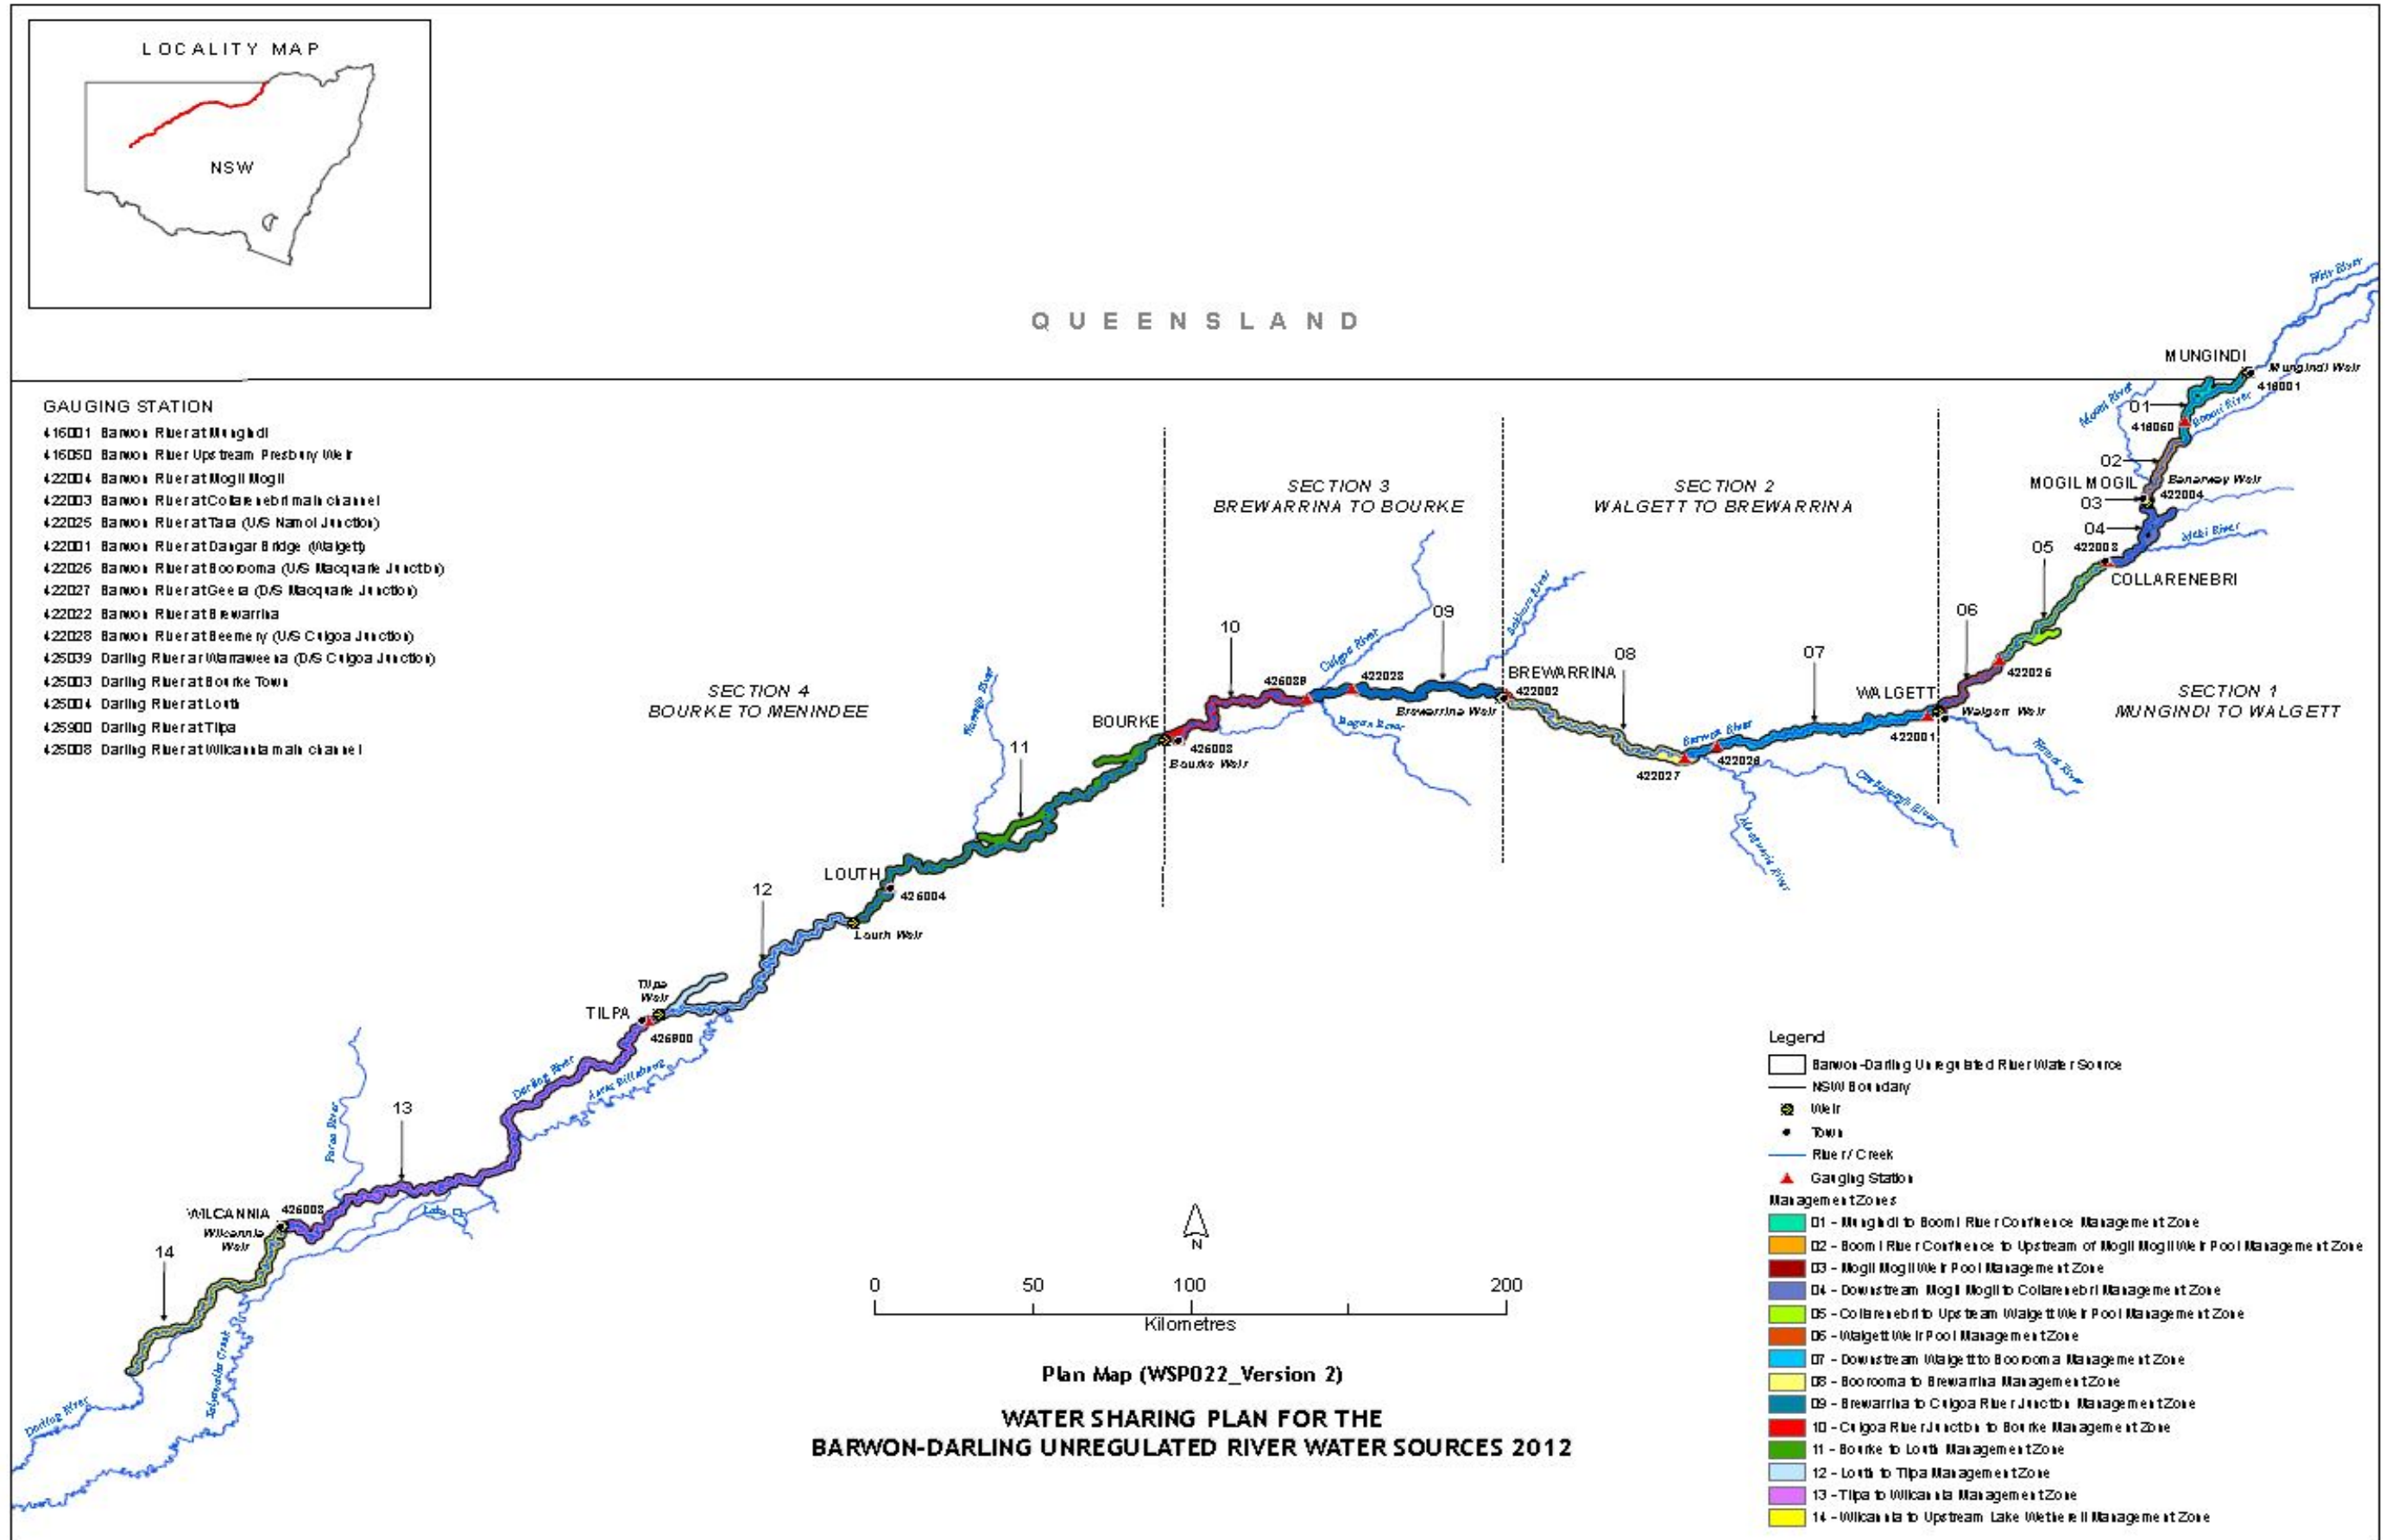 LOCALITY MAP
NSW
QUEENSLAND
GAUGING STATION
416001 Barwon River at Mungindi
416050 Barwon River Upstream Presbury Weir
422004 Barwon River at Mogil Mogil
422003 Barwon River at Collarenebri main channel
422025 Barwon River at Tara (U/S Namoi Junction)
422001 Barwon River at Dangar Bridge (Walgett)
422026 Barwon River at Boorooma (U/S Macquarie Junction)
422027 Barwon River at Geera (D/S Macquarie Junction)
422022 Barwon River at Brewarrina
422028 Barwon River at Beemery (U/S Culgoa Junction)
425039 Darling River ar Warraweena (D/S Culgoa Junction)
425003 Darling River at Bourke Town
425004 Darling River at Louth
425900 Darling River at Tilpa
425008 Darling River at Wilcannia main channel
Weir River
MUNGINDI
Mungindi Weir
416001
Moonie River
01
Boomi River
416050
02
MOGIL MOGIL
Banarway Weir
422004
03
04
Mehi River
05
422003
COLLARENEBRI
06
422025
SECTION 1
MUNGINDI TO WALGETT
WALGETT
Walgett Weir
422001
Namoi River
SECTION 2
WALGETT TO BREWARRINA
07
08
Barwon River
422026
422027
Castlereagh River
Macquarie River
SECTION 3
BREWARRINA TO BOURKE
09
BREWARRINA
422002
Brewarrina Weir
Culgoa River
422028
Bogan River
10
BOURKE
Bourke Weir
SECTION 4
BOURKE TO MENINDEE
Warrego River
11
LOUTH
425004
Louth Weir
12
Tilpa
Weir
TILPA
425900
Darling River
Paroo River
13
WILCANNIA
425008
Wilcannia
Weir
14
Talyawalka Creek
Darling River
N
0 50 100 200
Kilometres
Plan Map (WSP022_Version 2)
WATER SHARING PLAN FOR THE
BARWON-DARLING UNREGULATED RIVER WATER SOURCES 2012
Legend
Barwon-Darling Unregulated River Water Source
NSW Boundary
Weir
Town
River / Creek
Gauging Station
Management Zones
01 - Mungindi to Boomi River Confluence Management Zone
02 - Boomi River Confluence to Upstream of Mogil Mogil Weir Pool Management Zone
03 - Mogil Mogil Weir Pool Management Zone
04 - Downstream Mogil Mogil to Collarenebri Management Zone
05 - Collarenebri to Upstream Walgett Weir Pool Management Zone
06 - Walgett Weir Pool Management Zone
07 - Downstream Walgett to Boorooma Management Zone
08 - Boorooma to Brewarrina Management Zone
09 - Brewarrina to Culgoa River Junction Management Zone
10 - Culgoa River Junction to Bourke Management Zone
11 - Bourke to Louth Management Zone
12 - Louth to Tilpa Management Zone
13 - Tilpa to Wilcannia Management Zone
14 - Wilcannia to Upstream Lake Wetherell Management Zone